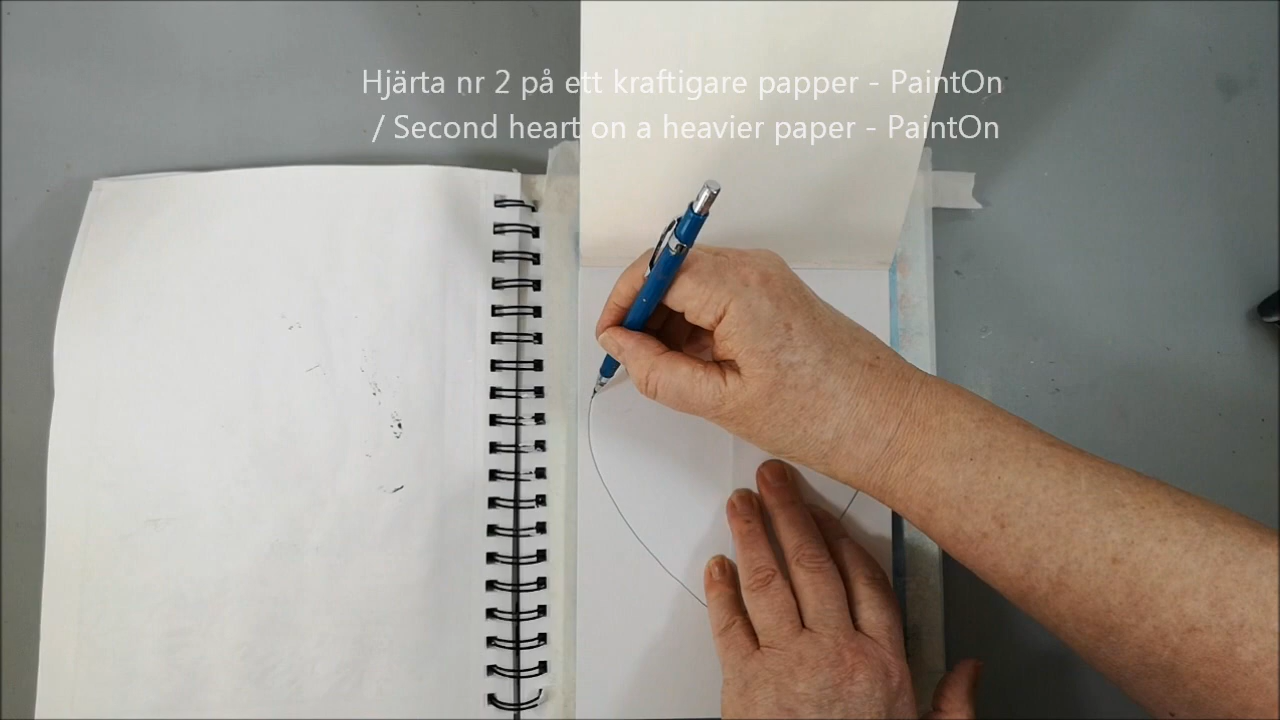 Hjärta nr 2 på ett kraftigare papper - PaintOn
/ Second heart on a heavier paper - PaintOn